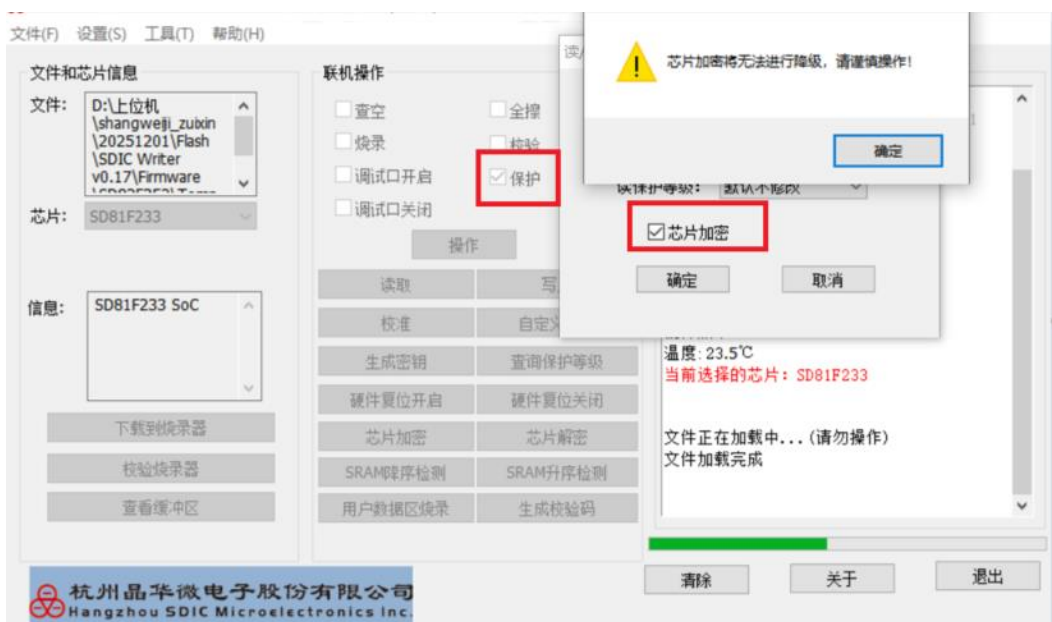 文件(F) 设置(S) 工具(T) 帮助(H)
文件和芯片信息
文件:
D:\上位机
\shangweiji_zuixin
\20251201\Flash
\SDIC Writer
v0.17\Firmware
芯片:
SD81F233
信息:
SD81F233 SoC
下载到烧录器
校验烧录器
查看缓冲区
杭州晶华微电子股份有限公司
Hangzhou SDIC Microelectronics Inc.
联机操作
查空
全擦
烧录
校验
调试口开启
保护
调试口关闭
操作
读取
写
校准
自定义
生成密钥
查询保护等级
硬件复位开启
硬件复位关闭
芯片加密
芯片解密
SRAM降序检测
SRAM升序检测
用户数据区烧录
生成校验码
芯片加密将无法进行降级，请谨慎操作!
确定
读保护等级:
默认不修改
芯片加密
确定
取消
温度: 23.5℃
当前选择的芯片: SD81F233
文件正在加载中...(请勿操作)
文件加载完成
清除
关于
退出